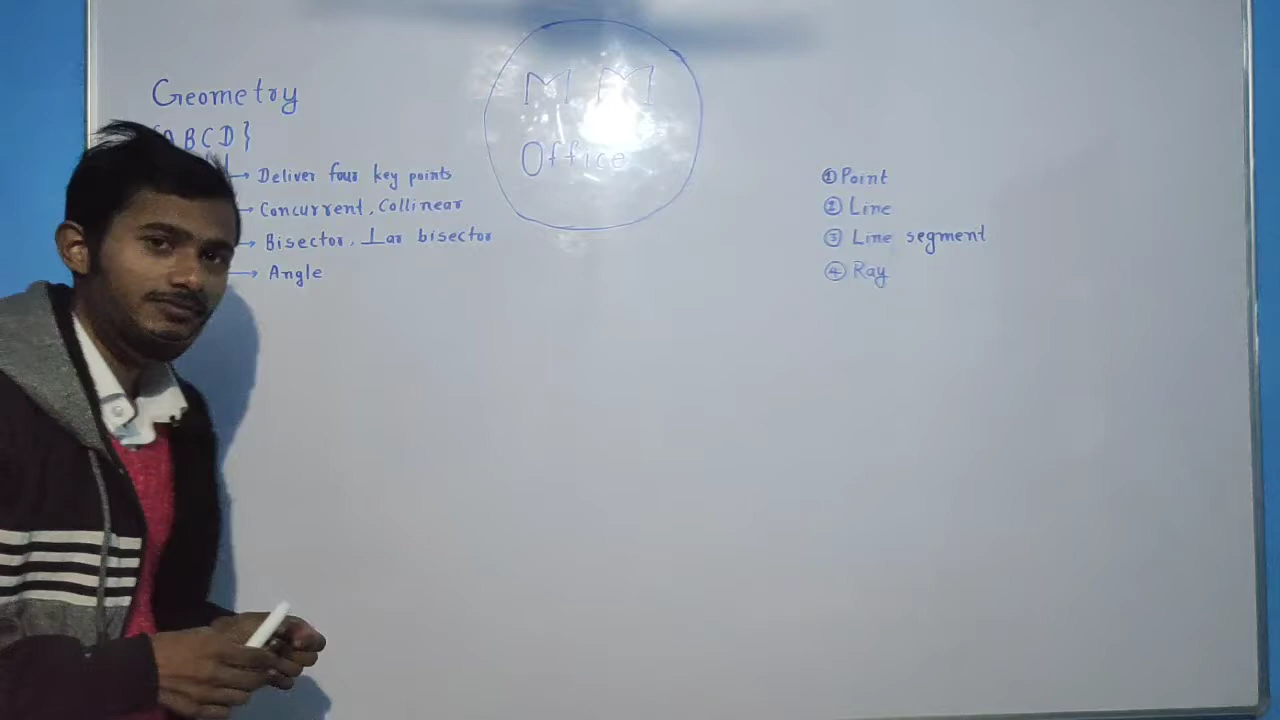 Geometry
ABCD}
→ Deliver four key points
→ Concurrent, Collinear
→ Bisector, ⊥ar bisector
→ Angle
MM
Office
① Point
② Line
③ Line segment
④ Ray